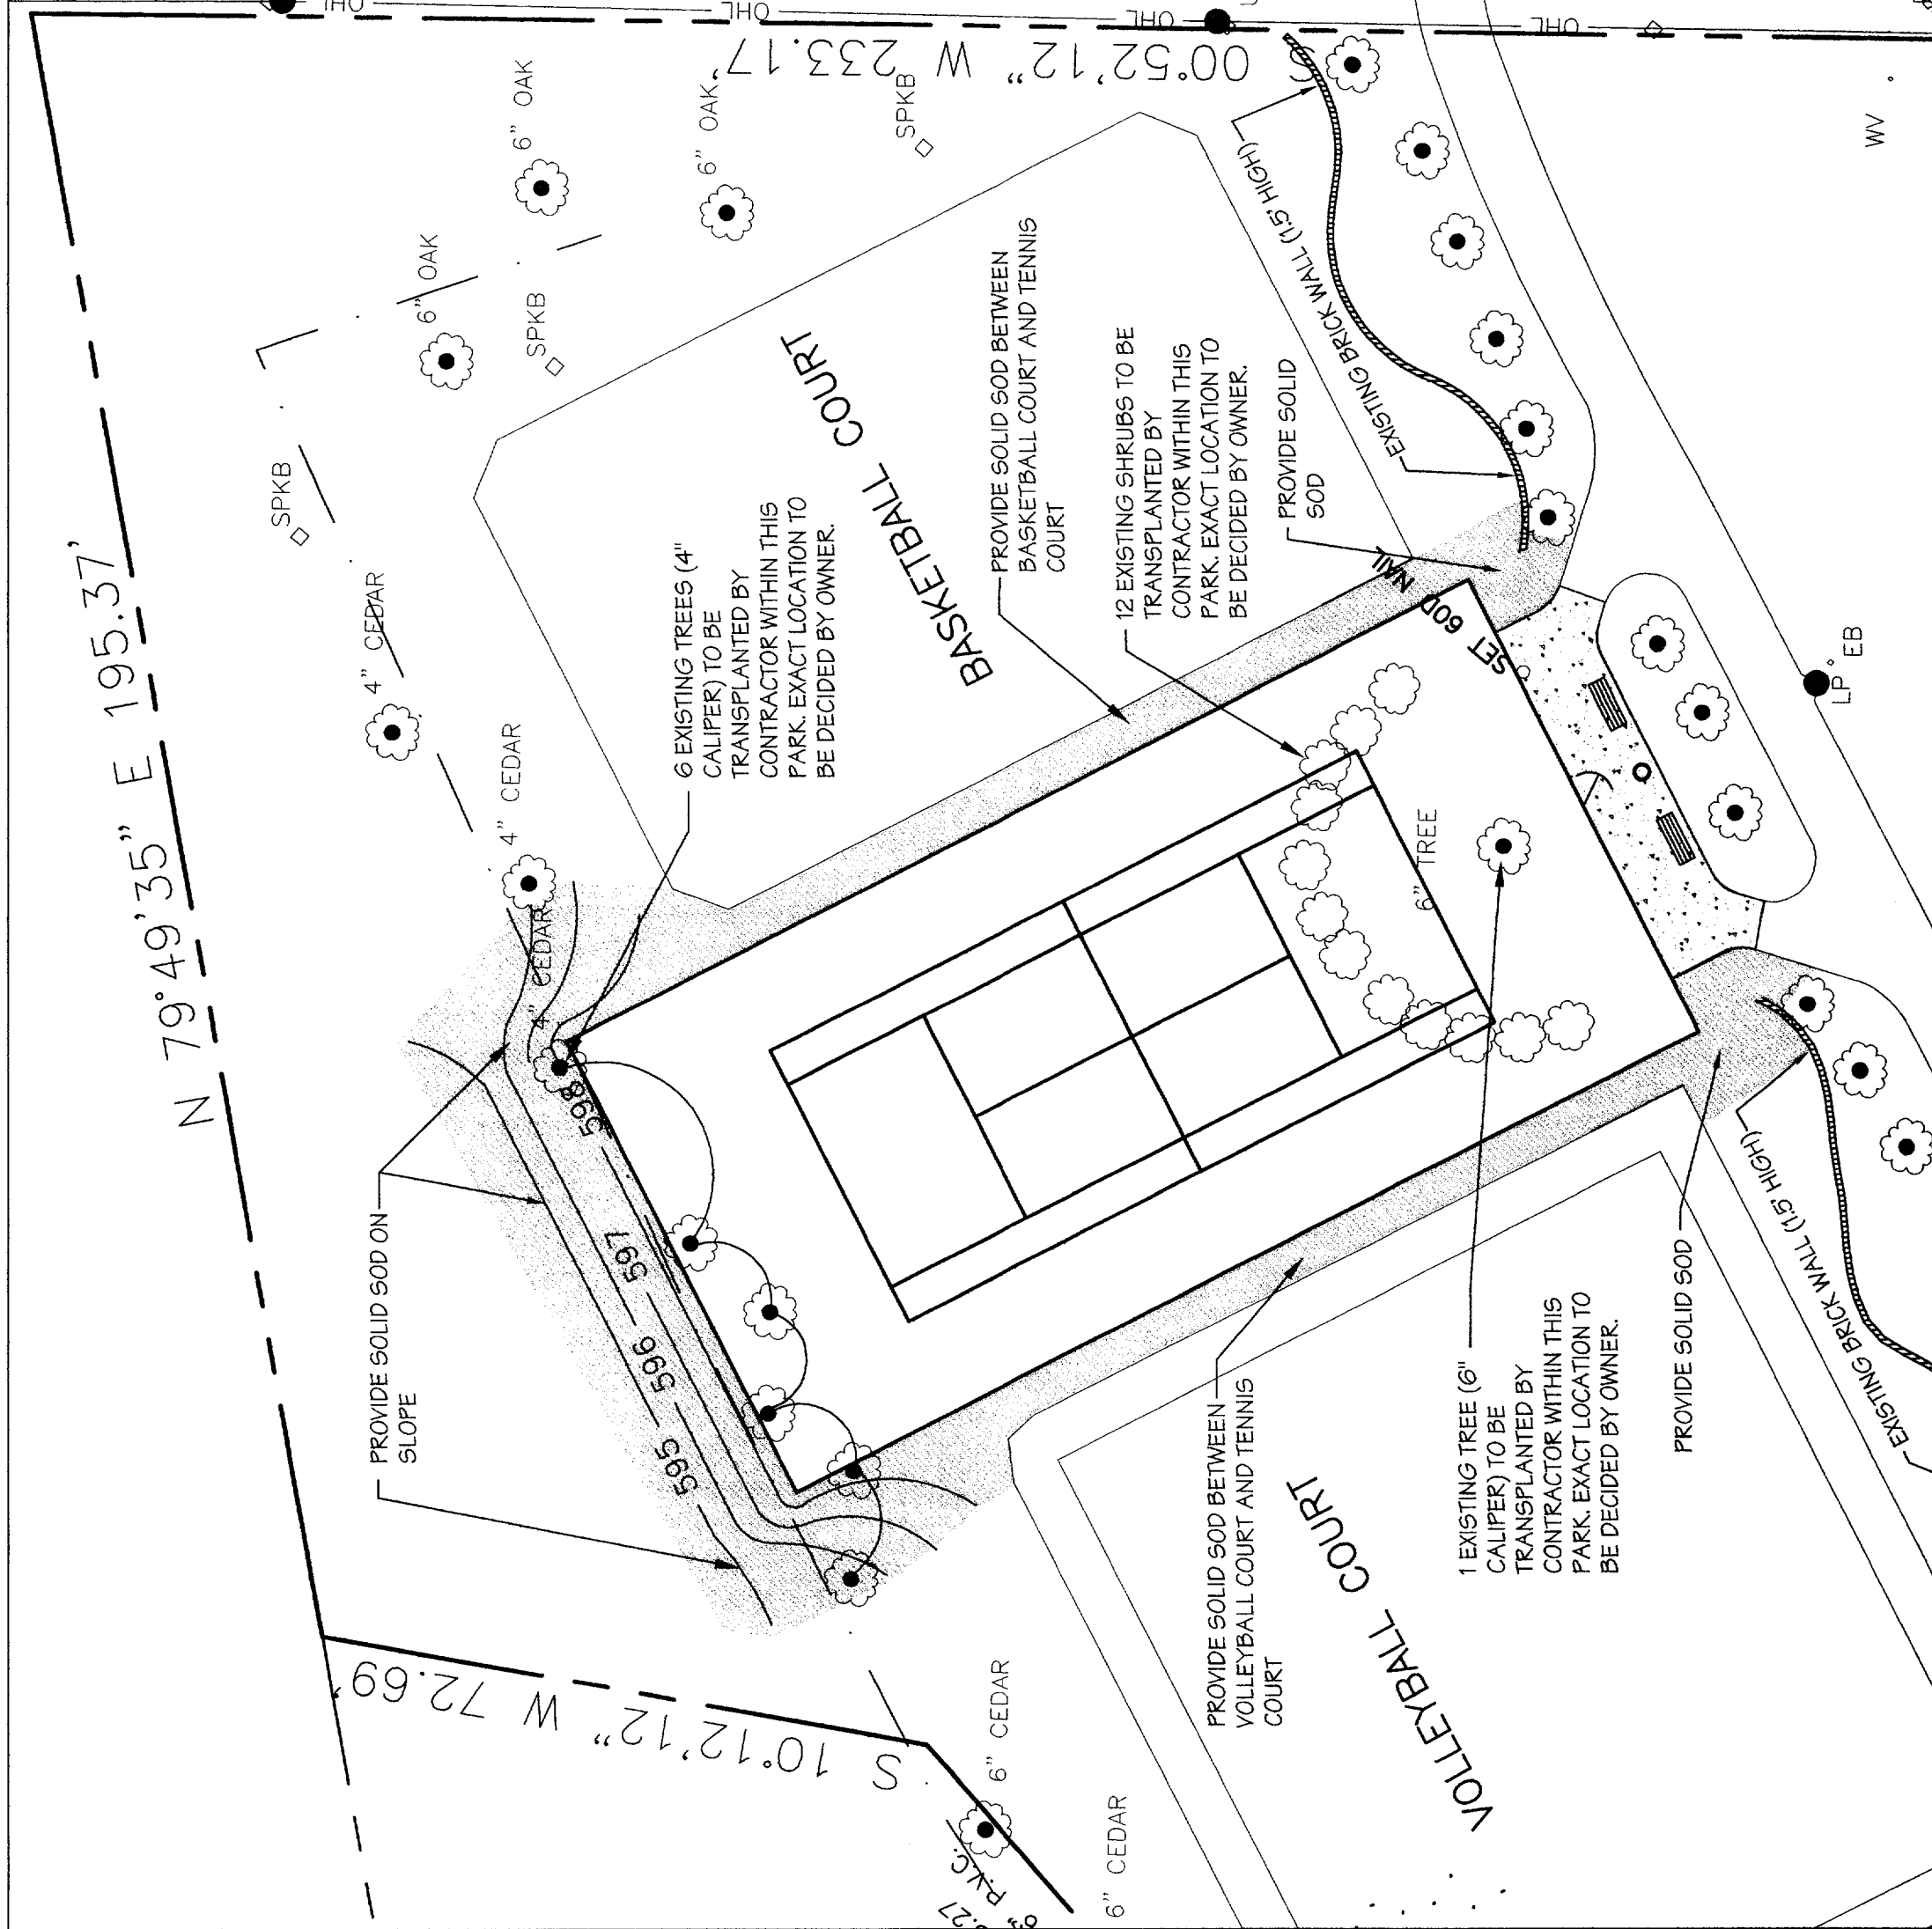 N 79°49'35" E 195.37'
S 00°52'12" W 233.17'
S 10°12'12" W 72.69'
OHL
OHL
OHL
OHL
6" OAK
6" OAK
6" OAK
SPKB
SPKB
SPKB
4" CEDAR
4" CEDAR
4" CEDAR
PROVIDE SOLID SOD ON
SLOPE
598
597
596
595
6 EXISTING TREES (4"
CALIPER) TO BE
TRANSPLANTED BY
CONTRACTOR WITHIN THIS
PARK. EXACT LOCATION TO
BE DECIDED BY OWNER.
BASKETBALL COURT
PROVIDE SOLID SOD BETWEEN
BASKETBALL COURT AND TENNIS
COURT
12 EXISTING SHRUBS TO BE
TRANSPLANTED BY
CONTRACTOR WITHIN THIS
PARK. EXACT LOCATION TO
BE DECIDED BY OWNER.
PROVIDE SOLID
SOD
EXISTING BRICK WALL (1.5' HIGH)
SET 60D NAIL
6" TREE
WV
LP
EB
PROVIDE SOLID SOD BETWEEN
VOLLEYBALL COURT AND TENNIS
COURT
VOLLEYBALL COURT
1 EXISTING TREE (6"
CALIPER) TO BE
TRANSPLANTED BY
CONTRACTOR WITHIN THIS
PARK. EXACT LOCATION TO
BE DECIDED BY OWNER.
PROVIDE SOLID SOD
EXISTING BRICK WALL (1.5' HIGH)
6" CEDAR
6" CEDAR
.27
P.V.C.